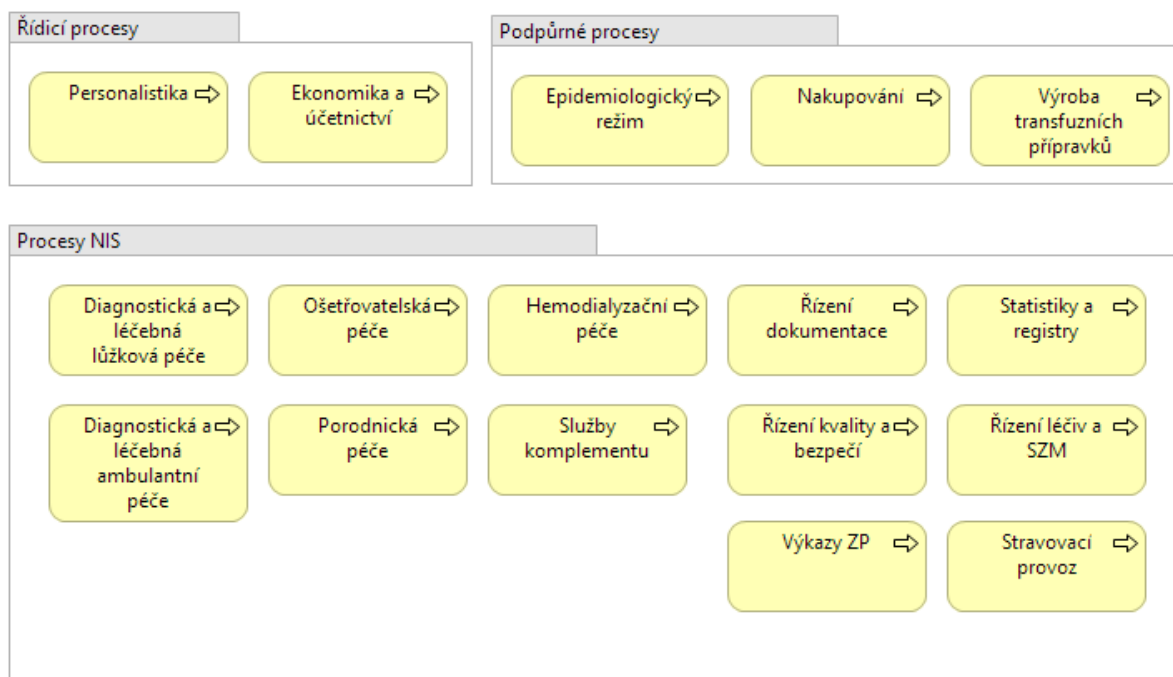 Řídicí procesy
Personalistika
Ekonomika a
účetnictví
Podpůrné procesy
Epidemiologický
režim
Nakupování
Výroba
transfuzních
přípravků
Procesy NIS
Diagnostická a
léčebná
lůžková péče
Ošetřovatelská
péče
Hemodialyzační
péče
Řízení
dokumentace
Statistiky a
registry
Diagnostická a
léčebná
ambulantní
péče
Porodnická
péče
Služby
komplementu
Řízení kvality a
bezpečí
Řízení léčiv a
SZM
Výkazy ZP
Stravovací
provoz